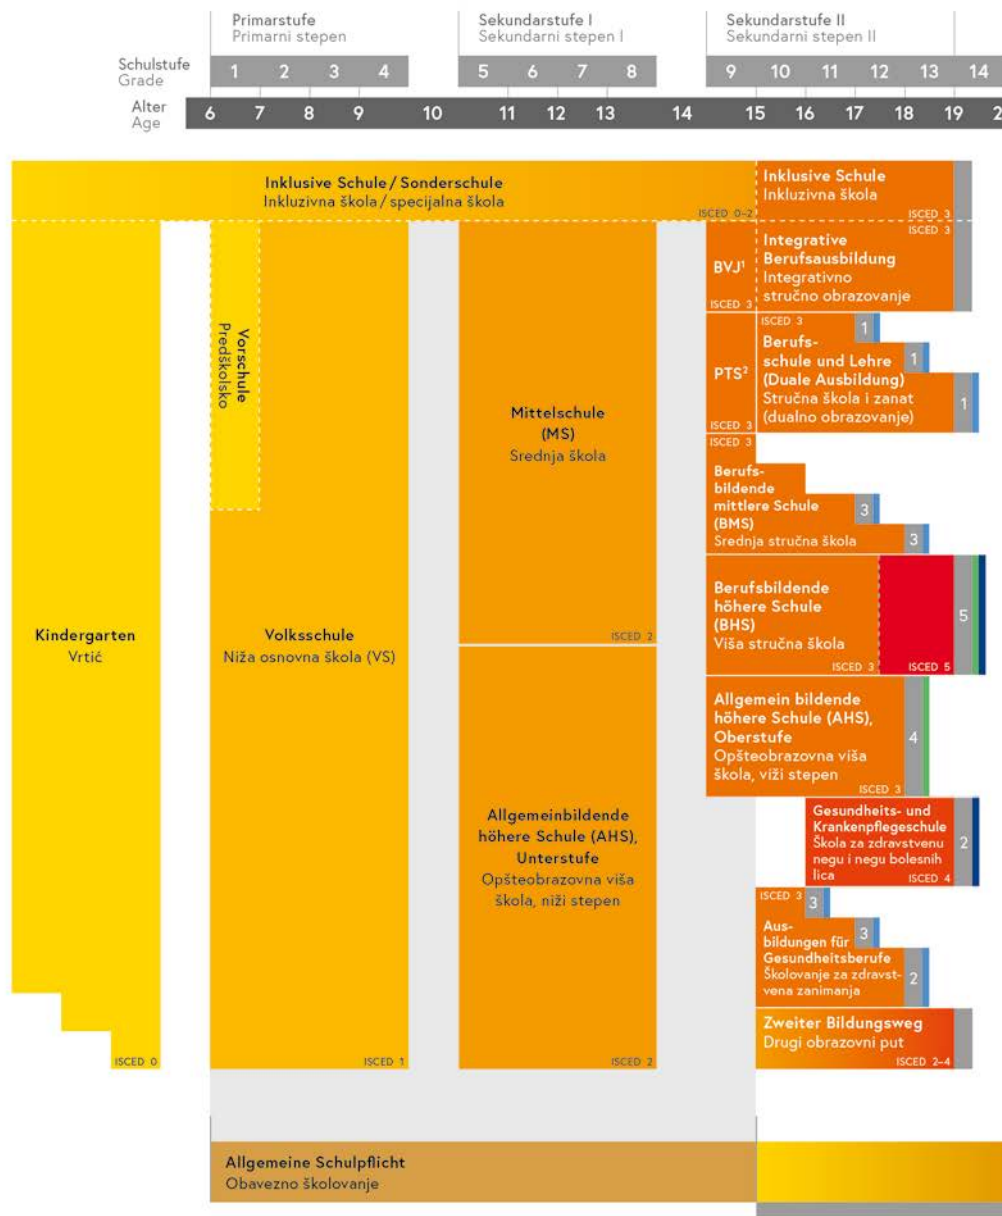 Primarstufe
Primarni stepen
Sekundarstufe I
Sekundarni stepen I
Sekundarstufe II
Sekundarni stepen II
Schulstufe
Grade
1 2 3 4 5 6 7 8 9 10 11 12 13 14
Alter
Age
6 7 8 9 10 11 12 13 14 15 16 17 18 19 2
Inklusive Schule / Sonderschule
Inkluzivna škola / specijalna škola
ISCED 0–2
Inklusive Schule
Inkluzivna škola
ISCED 3
ISCED 3
BVJ¹
ISCED 3
Integrative
Berufsausbildung
Integrativno
stručno obrazovanje
Vorschule
Predškolsko
PTS²
ISCED 3
ISCED 3
Berufs-
schule und Lehre
(Duale Ausbildung)
Stručna škola i zanat
(dualno obrazovanje)
1
1
1
Mittelschule
(MS)
Srednja škola
ISCED 2
ISCED 3
Berufs-
bildende
mittlere Schule
(BMS)
Srednja stručna škola
3
3
Kindergarten
Vrtić
ISCED 0
Volksschule
Niža osnovna škola (VS)
ISCED 1
Berufsbildende
höhere Schule
(BHS)
Viša stručna škola
ISCED 3
ISCED 5
5
Allgemein bildende
höhere Schule (AHS),
Oberstufe
Opšteobrazovna viša
škola, viži stepen
ISCED 3
4
Allgemeinbildende
höhere Schule (AHS),
Unterstufe
Opšteobrazovna viša
škola, niži stepen
ISCED 2
Gesundheits- und
Krankenpflegeschule
Škola za zdravstvenu
negu i negu bolesnih
lica
ISCED 4
2
ISCED 3
Aus-
bildungen für
Gesundheitsberufe
Školovanje za zdravst-
vena zanimanja
3
3
2
Zweiter Bildungsweg
Drugi obrazovni put
ISCED 2–4
Allgemeine Schulpflicht
Obavezno školovanje